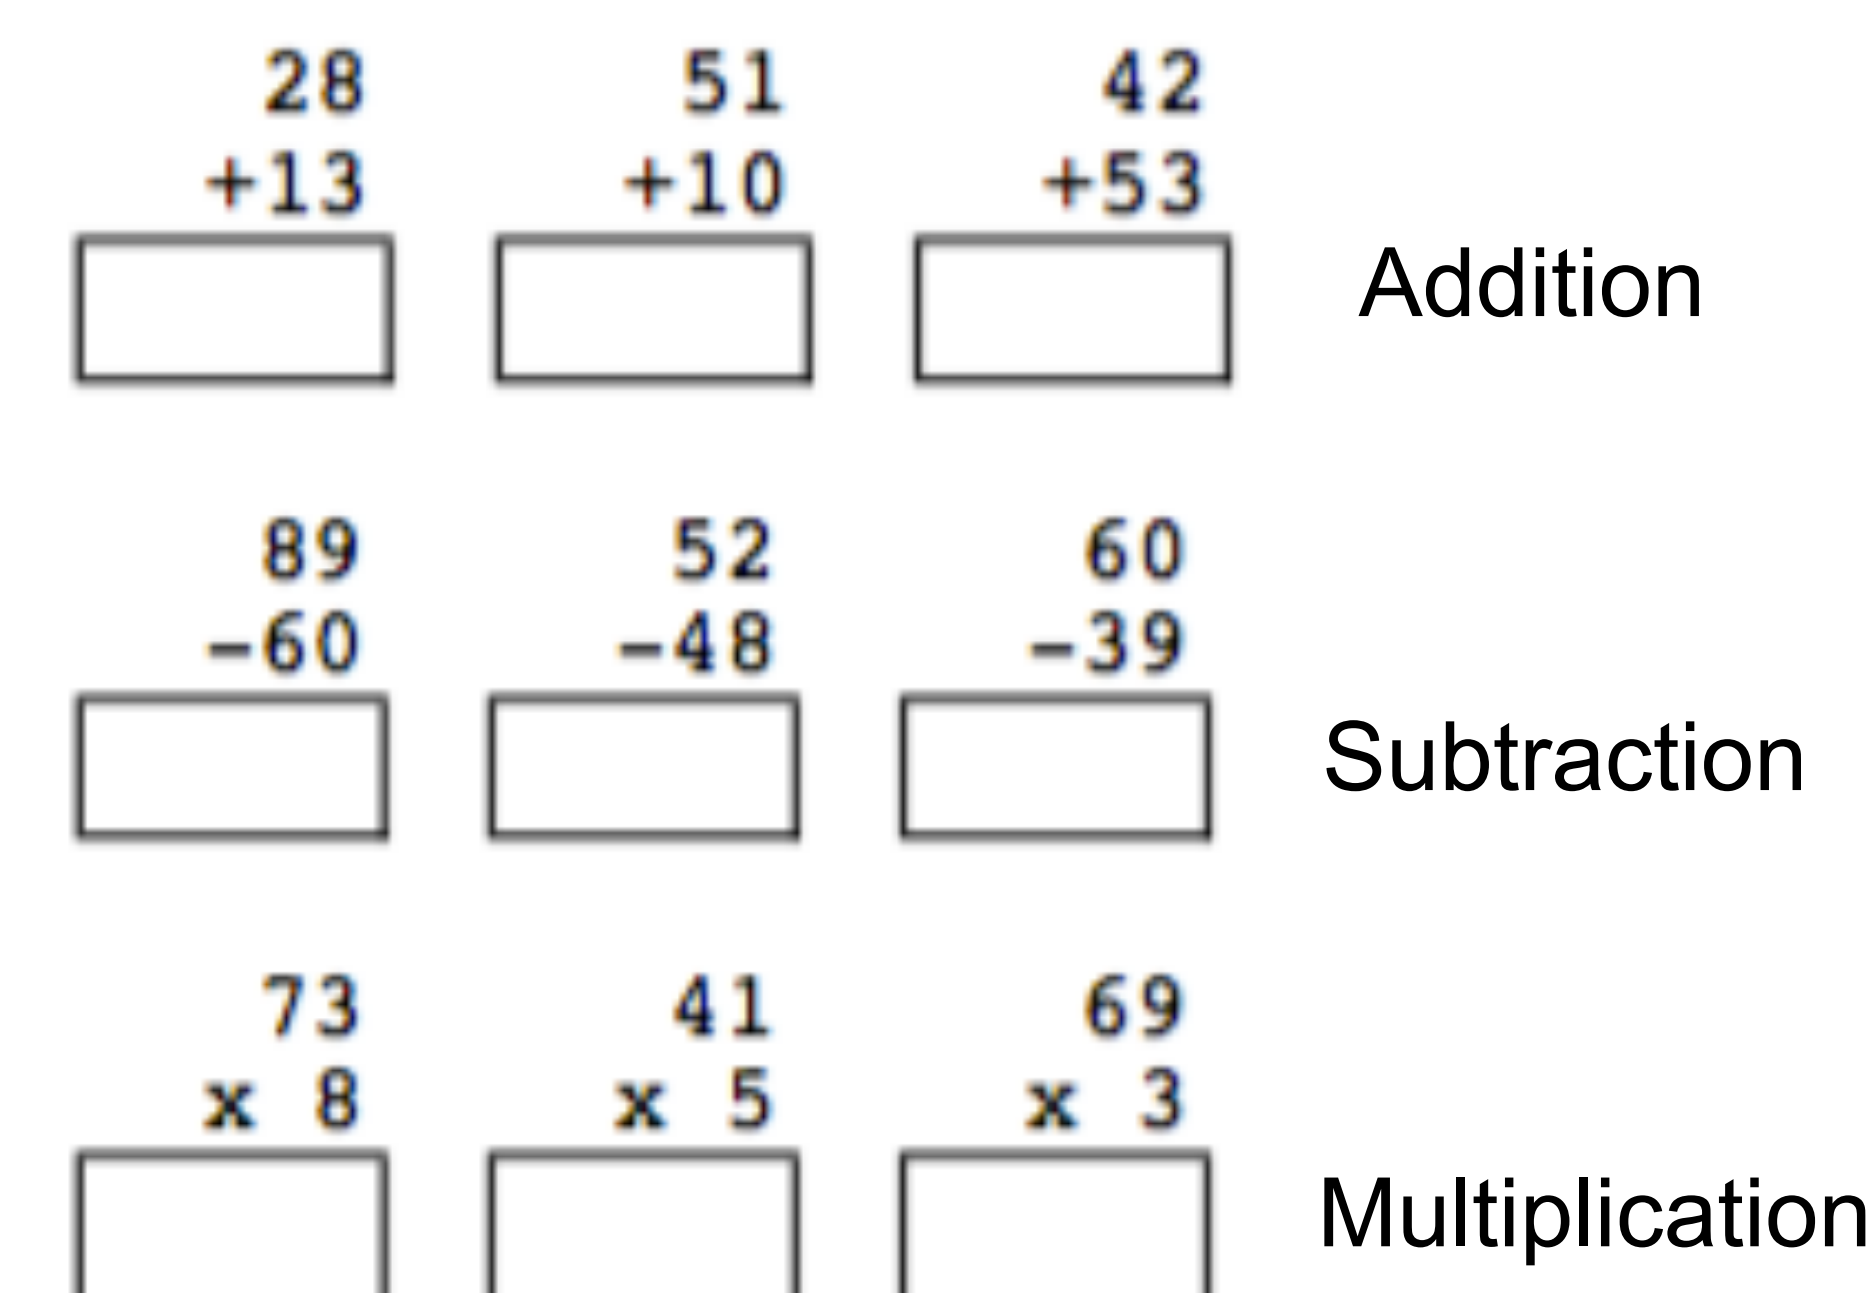 28 51 42
+13 +10 +53
Addition
89 52 60
-60 -48 -39
Subtraction
73 41 69
x 8 x 5 x 3
Multiplication